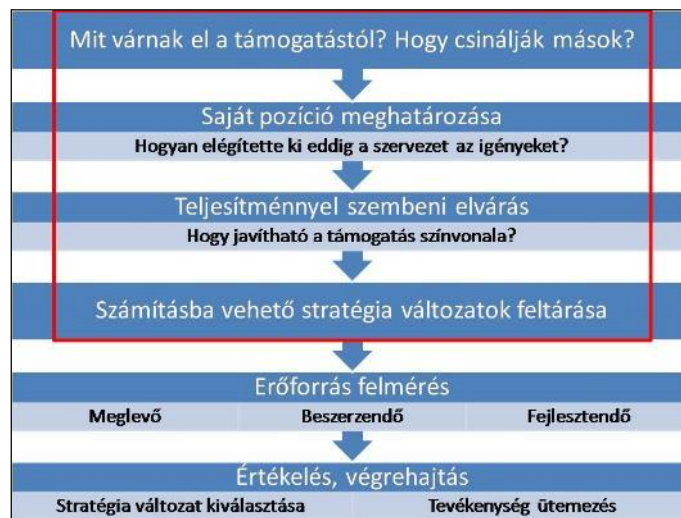 Mit várnak el a támogatástól? Hogy csinálják mások?
Saját pozíció meghatározása
Hogyan elégítette ki eddig a szervezet az igényeket?
Teljesítménnyel szembeni elvárás
Hogy javítható a támogatás színvonala?
Számításba vehető stratégia változatok feltárása
Erőforrás felmérés
Meglevő Beszerzendő Fejlesztendő
Értékelés, végrehajtás
Stratégia változat kiválasztása Tevékenység ütemezés